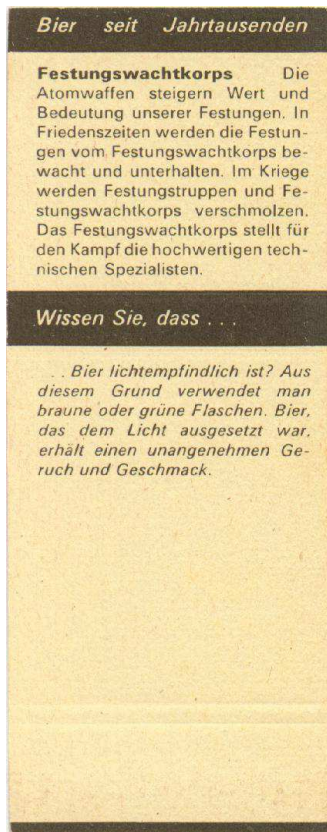 Bier seit Jahrtausenden
Festungswachtkorps Die
Atomwaffen steigern Wert und
Bedeutung unserer Festungen. In
Friedenszeiten werden die Festun-
gen vom Festungswachtkorps be-
wacht und unterhalten. Im Kriege
werden Festungstruppen und Fe-
stungswachtkorps verschmolzen.
Das Festungswachtkorps stellt für
den Kampf die hochwertigen tech-
nischen Spezialisten.
Wissen Sie, dass . . .
. . Bier lichtempfindlich ist? Aus
diesem Grund verwendet man
braune oder grüne Flaschen. Bier,
das dem Licht ausgesetzt war,
erhält einen unangenehmen Ge-
ruch und Geschmack.